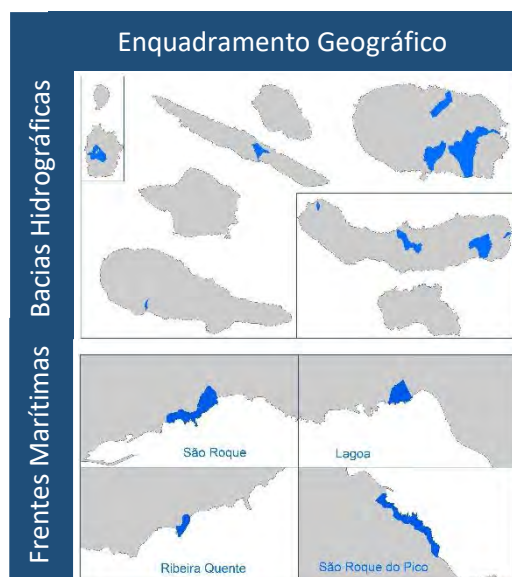 Enquadramento Geográfico
Bacias Hidrográficas
Frentes Marítimas
São Roque
Lagoa
Ribeira Quente
São Roque do Pico